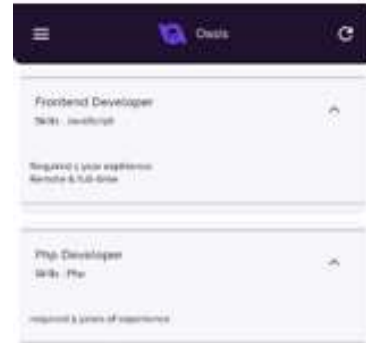 Oasis
Frontend Developer
Skills : JavaScript
Required year experience
Remote & full-time
Php Developer
Skills : Php
required years of experience